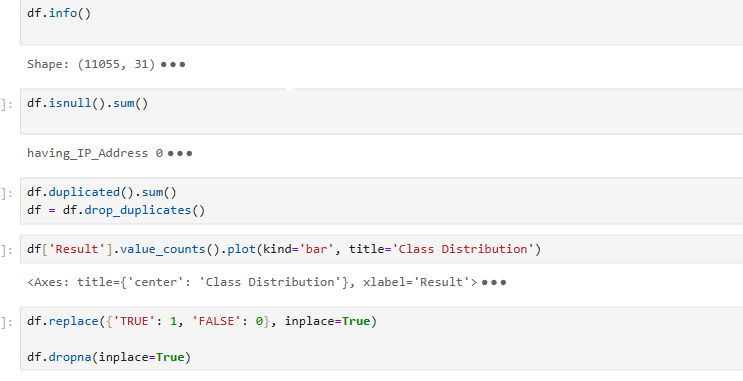 df.info()
Shape: (11055, 31) •••
]: df.isnull().sum()
having_IP_Address 0 •••
]: df.duplicated().sum()
df = df.drop_duplicates()
]: df['Result'].value_counts().plot(kind='bar', title='Class Distribution')
<Axes: title={'center': 'Class Distribution'}, xlabel='Result'> •••
]: df.replace({'TRUE': 1, 'FALSE': 0}, inplace=True)
df.dropna(inplace=True)